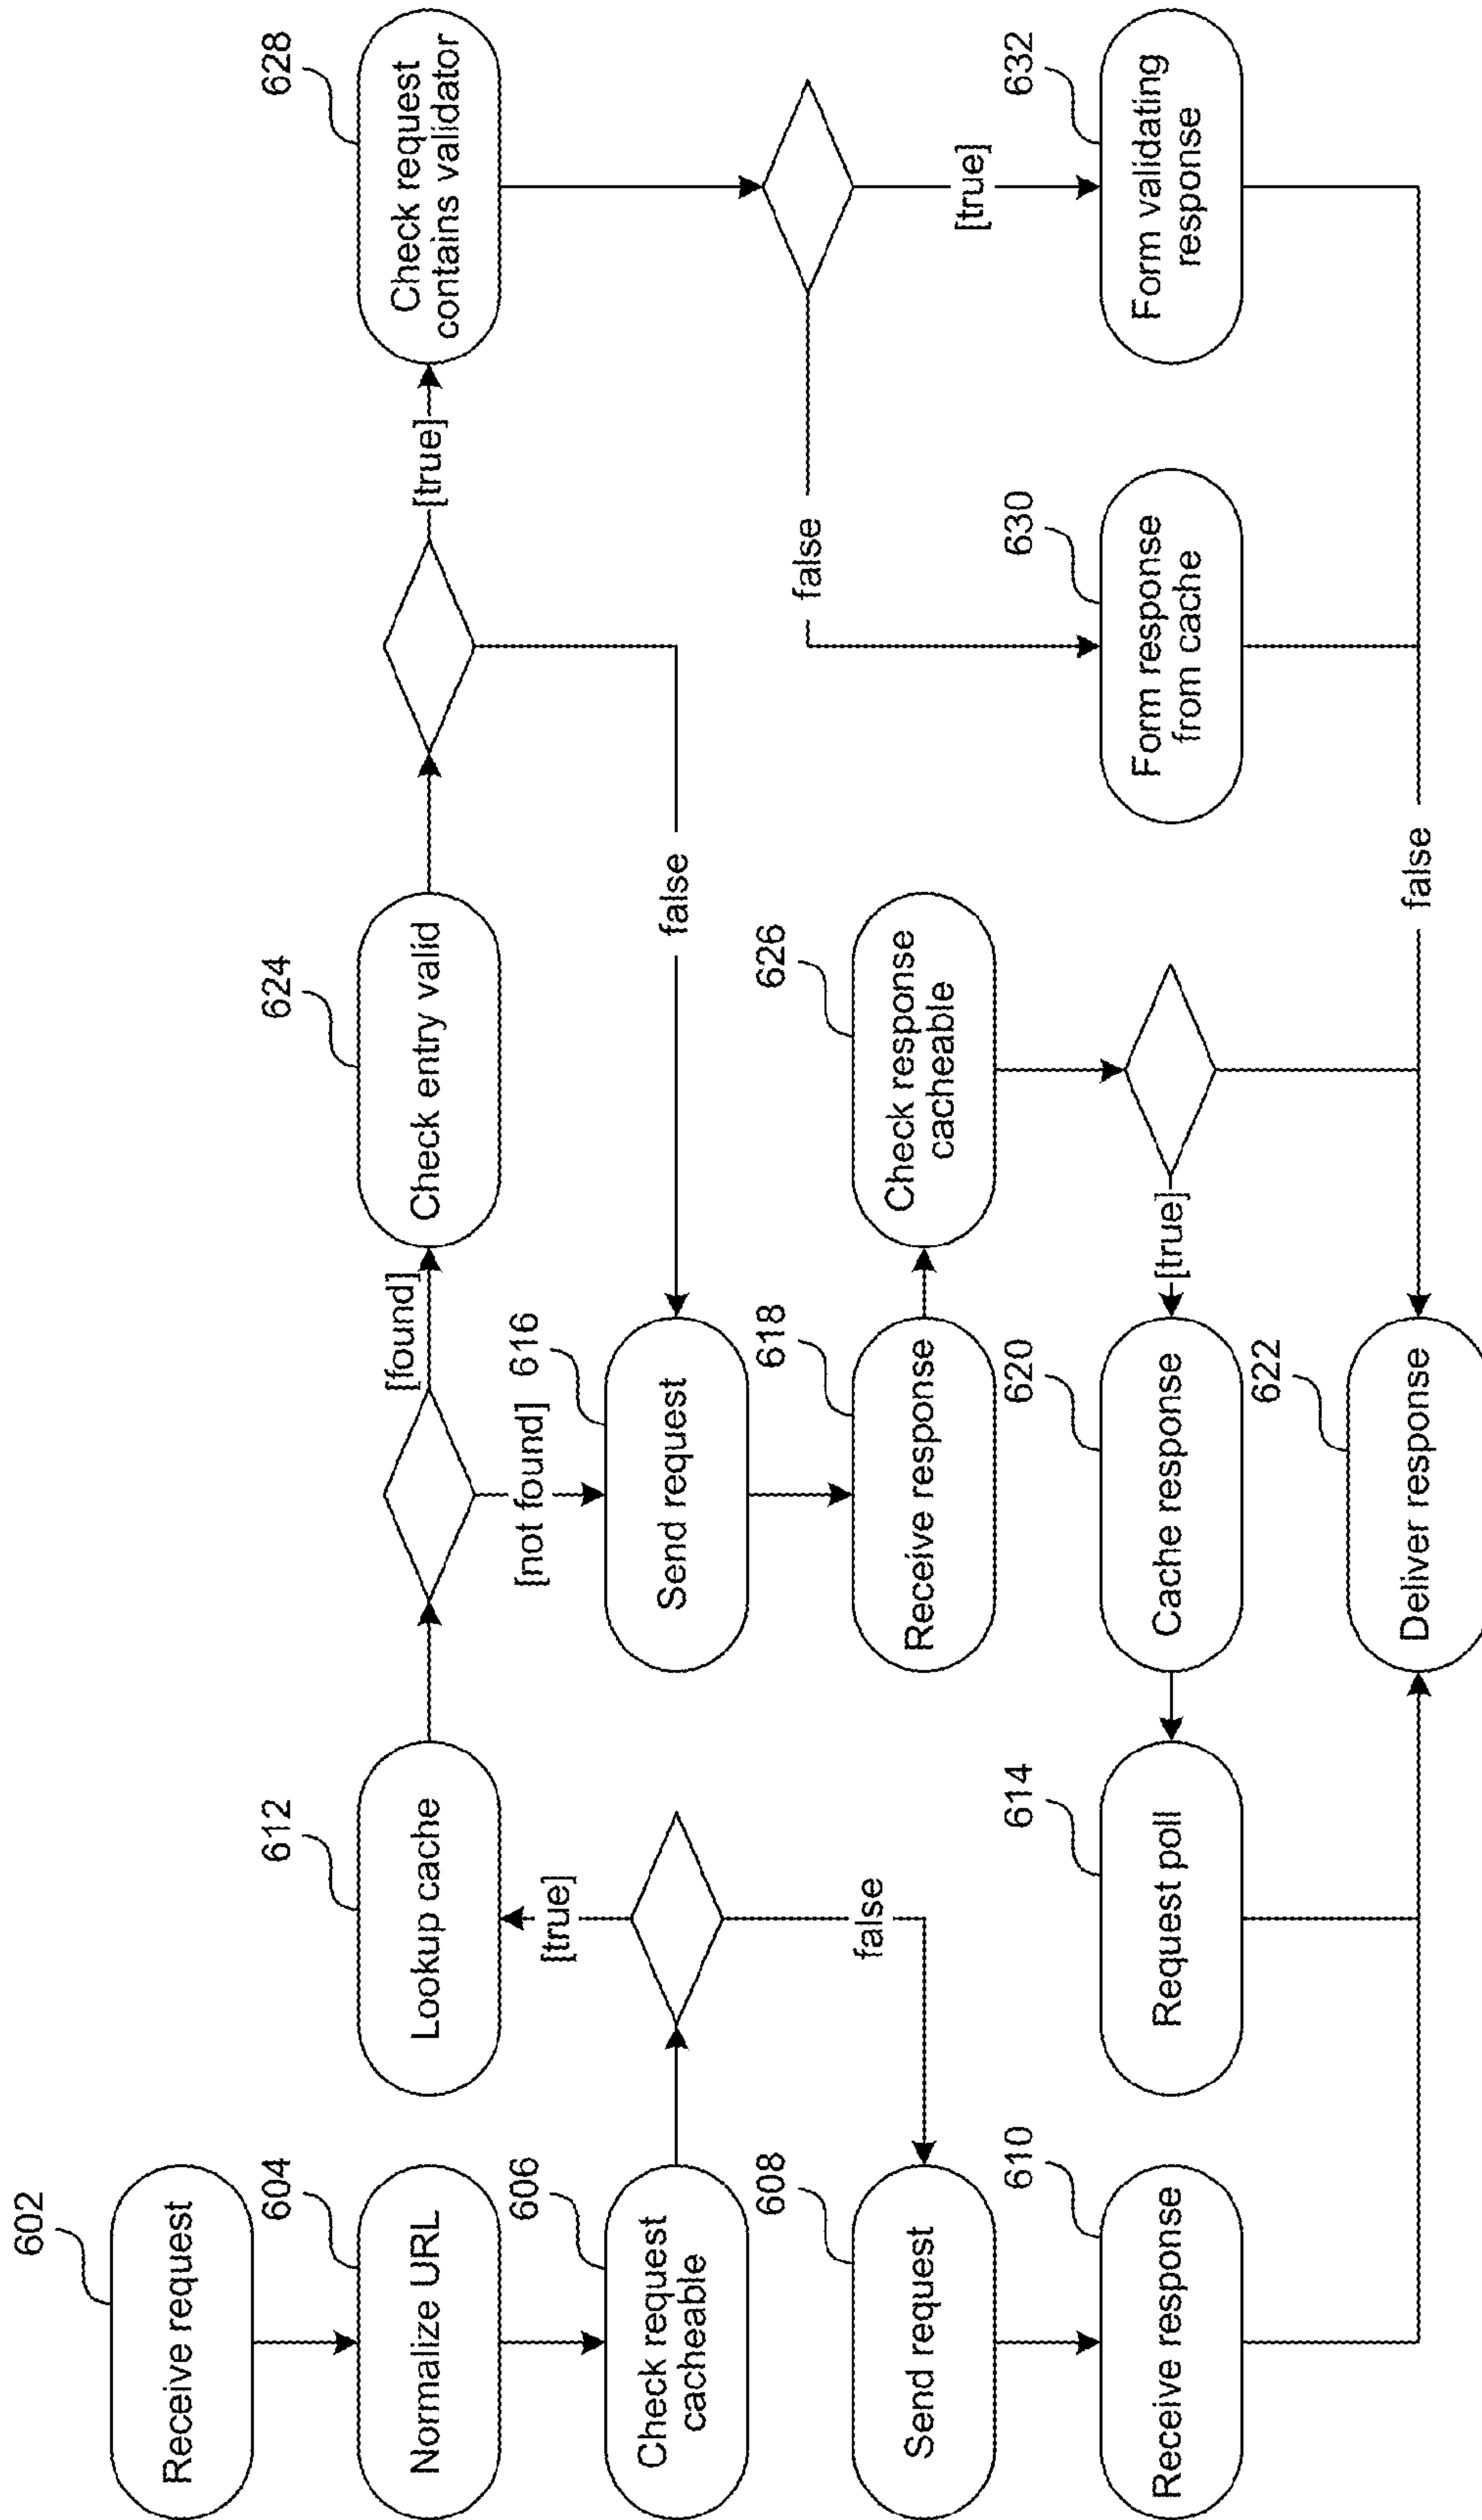 602
Receive request
604
Normalize URL
606
Check request
cacheable
608
Send request
610
Receive response
612
Lookup cache
[true]
false
614
Request poll
[found]
[not found]
616
Send request
618
Receive response
620
Cache response
622
Deliver response
624
Check entry valid
false
626
Check response
cacheable
[true]
false
[true]
628
Check request
contains validator
false
[true]
630
Form response
from cache
632
Form validating
response